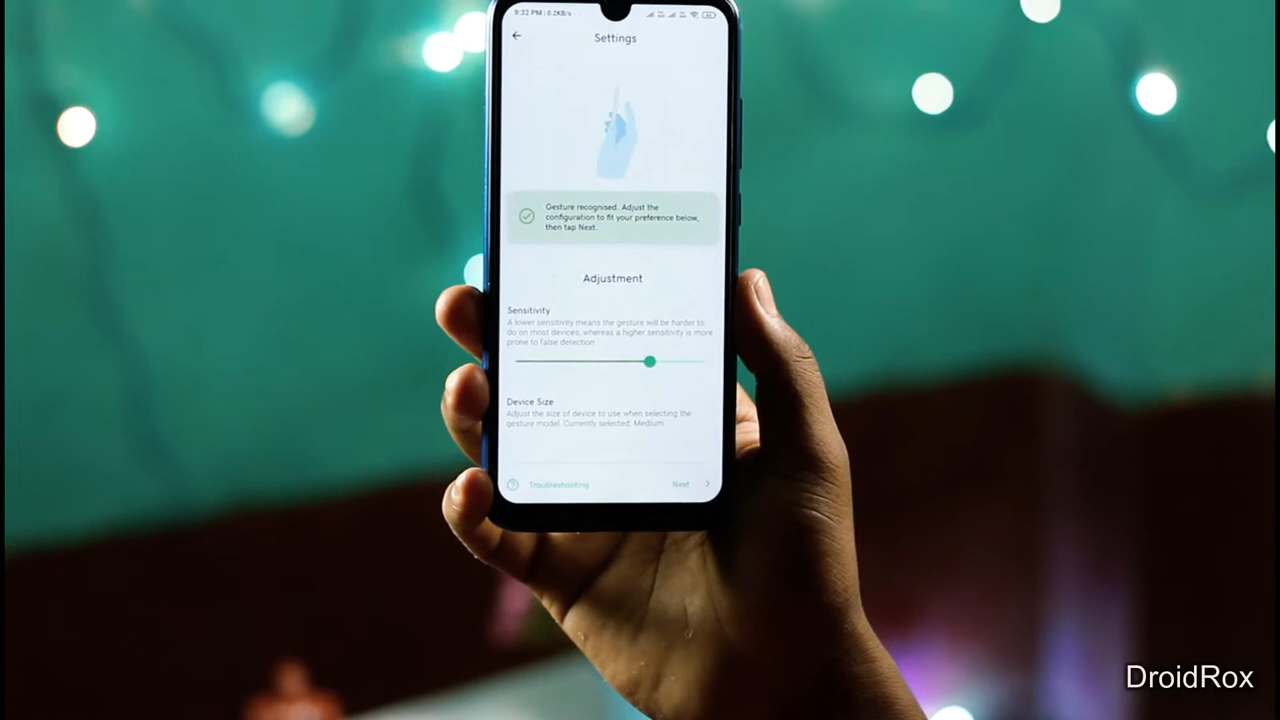 9:32 PM | 0.2KB/s
Settings
Gesture recognised. Adjust the
configuration to fit your preference below,
then tap Next.
Adjustment
Sensitivity
A lower sensitivity means the gesture will be harder to
do on most devices, whereas a higher sensitivity is more
prone to false detection
Device Size
Adjust the size of device to use when selecting the
gesture model. Currently selected: Medium
Troubleshooting
Next
DroidRox